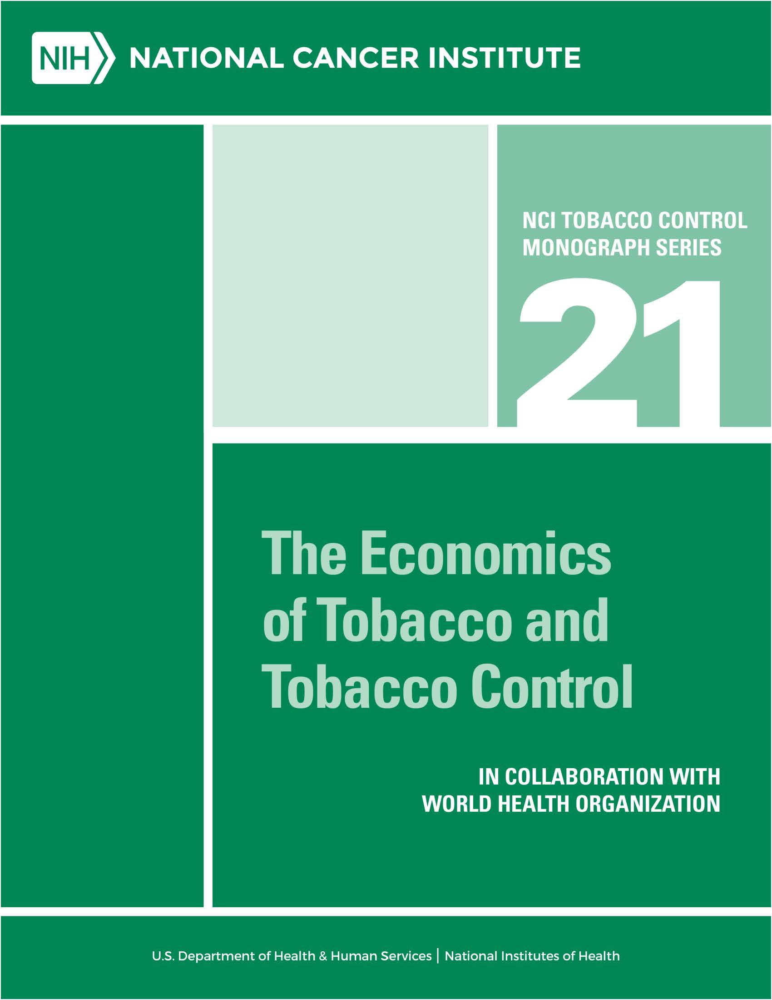 NIH NATIONAL CANCER INSTITUTE
NCI TOBACCO CONTROL
MONOGRAPH SERIES
21
The Economics
of Tobacco and
Tobacco Control
IN COLLABORATION WITH
WORLD HEALTH ORGANIZATION
U.S. Department of Health & Human Services | National Institutes of Health